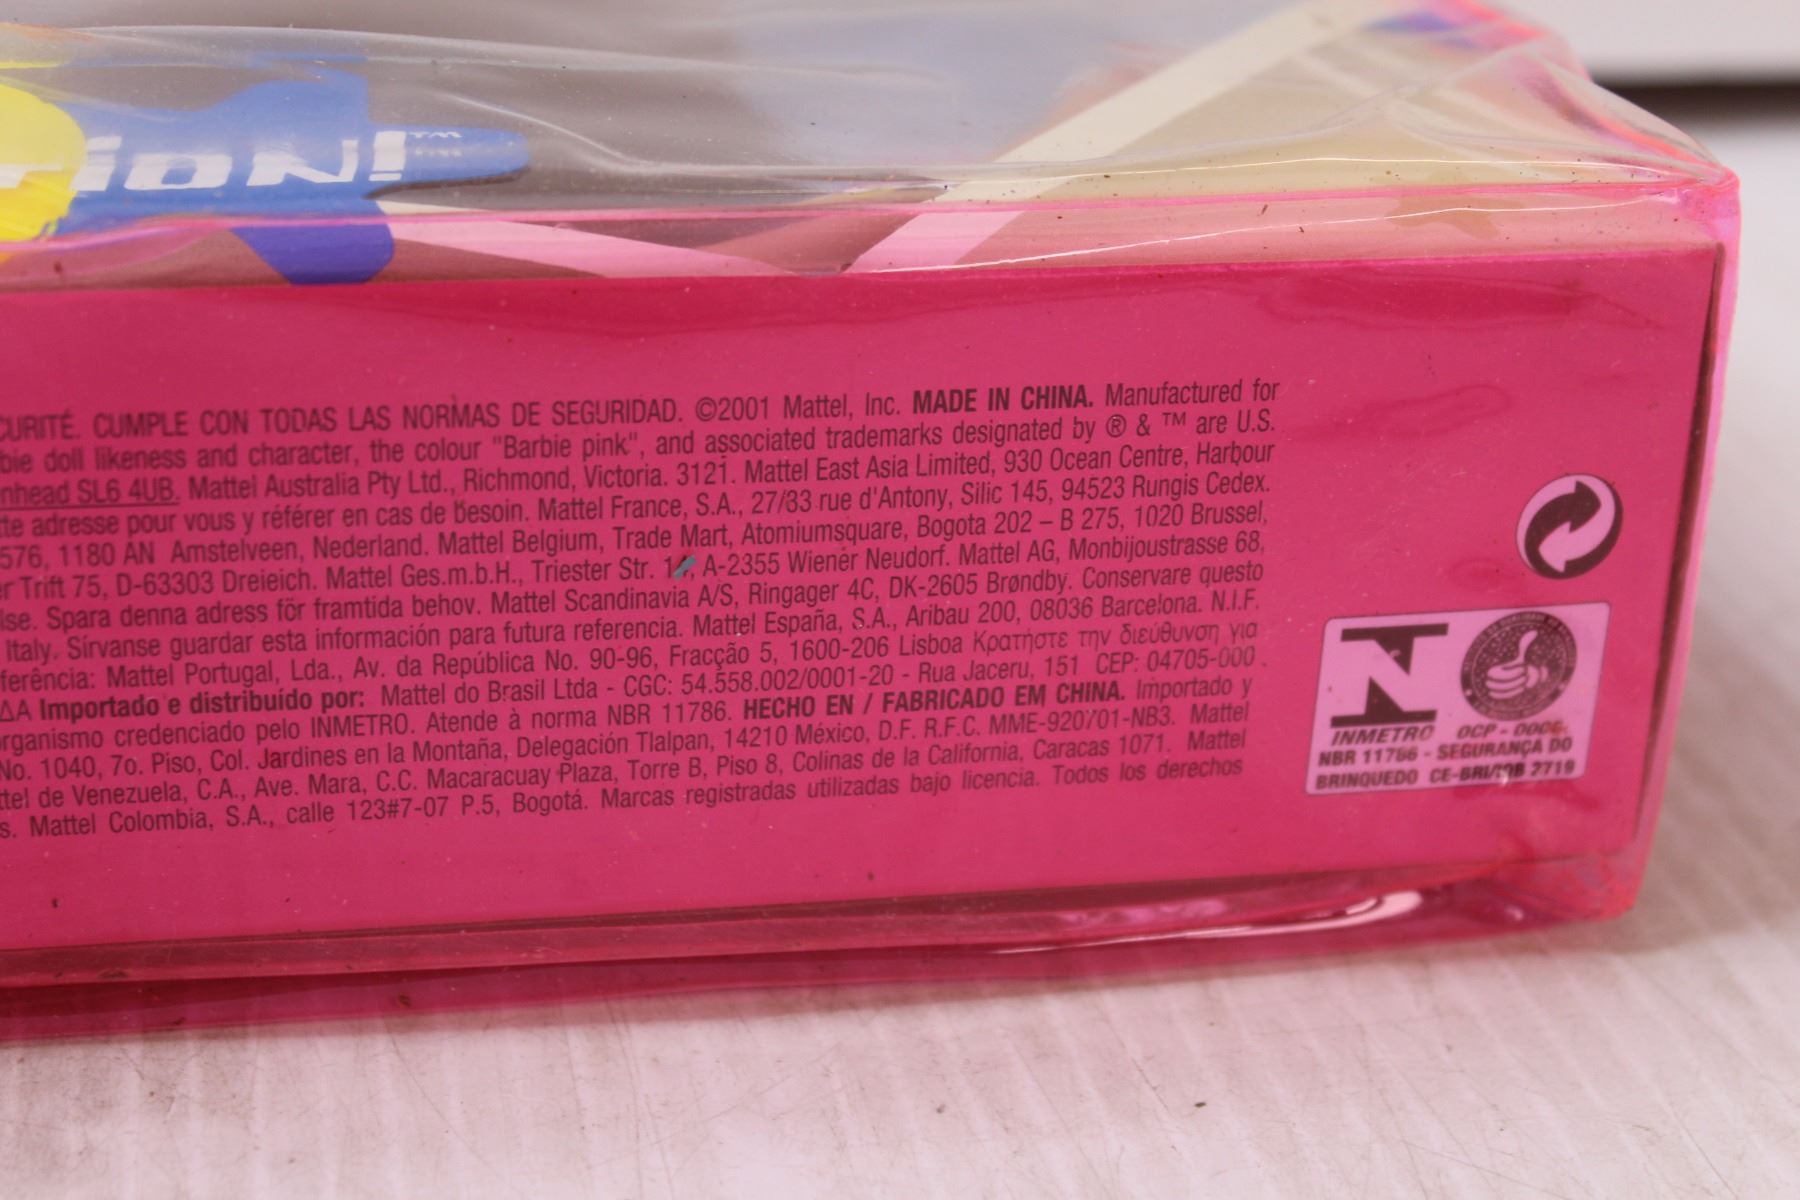 ion!™
CURITÉ. CUMPLE CON TODAS LAS NORMAS DE SEGURIDAD. ©2001 Mattel, Inc. MADE IN CHINA. Manufactured for
bie doll likeness and character, the colour "Barbie pink", and associated trademarks designated by ® & ™ are U.S.
nhead SL6 4UB. Mattel Australia Pty Ltd., Richmond, Victoria. 3121. Mattel East Asia Limited, 930 Ocean Centre, Harbour
tte adresse pour vous y référer en cas de besoin. Mattel France, S.A., 27/33 rue d'Antony, Silic 145, 94523 Rungis Cedex.
576, 1180 AN Amstelveen, Nederland. Mattel Belgium, Trade Mart, Atomiumsquare, Bogota 202 – B 275, 1020 Brussel,
er Trift 75, D-63303 Dreieich. Mattel Ges.m.b.H., Triester Str. A-2355 Wiener Neudorf. Mattel AG, Monbijoustrasse 68,
lse. Spara denna adress för framtida behov. Mattel Scandinavia A/S, Ringager 4C, DK-2605 Brøndby. Conservare questo
Italy. Sírvanse guardar esta información para futura referencia. Mattel España, S.A., Aribau 200, 08036 Barcelona. N.I.F.
ferência: Mattel Portugal, Lda., Av. da República No. 90-96, Fracção 5, 1600-206 Lisboa Κρατήστε την διεύθυνση για
ΔΑ Importado e distribuído por: Mattel do Brasil Ltda - CGC: 54.558.002/0001-20 - Rua Jaceru, 151 CEP: 04705-000.
organismo credenciado pelo INMETRO. Atende à norma NBR 11786. HECHO EN / FABRICADO EM CHINA. Importado y
No. 1040, 7o. Piso, Col. Jardines en la Montaña, Delegación Tlalpan, 14210 México, D.F. R.F.C. MME-920701-NB3. Mattel
ttel de Venezuela, C.A., Ave. Mara, C.C. Macaracuay Plaza, Torre B, Piso 8, Colinas de la California, Caracas 1071. Mattel
s. Mattel Colombia, S.A., calle 123#7-07 P.5, Bogotá. Marcas registradas utilizadas bajo licencia. Todos los derechos
INMETRO OCP - 0006
NBR 11786 - SEGURANÇA DO
BRINQUEDO 2719